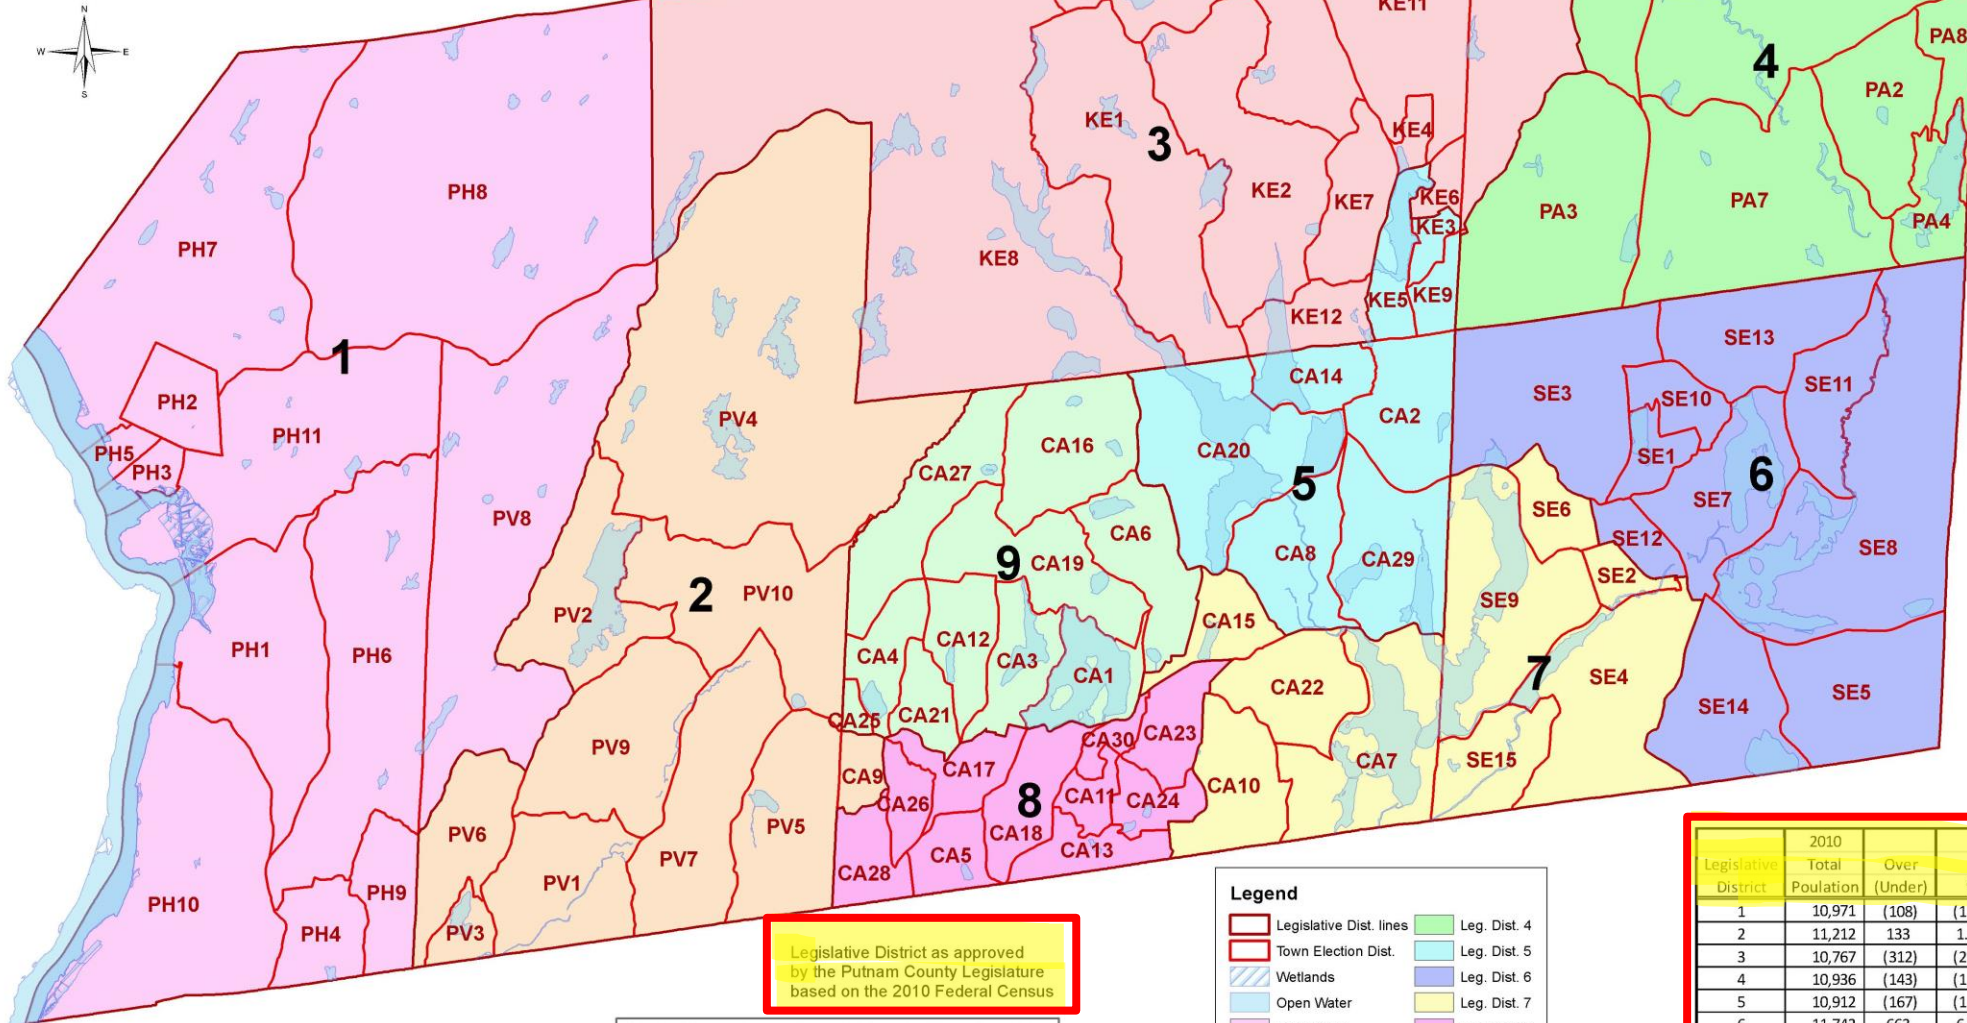 N
W E
S
KE11
4
PA8
PA2
KE1
3
KE4
PH8
KE2
KE7
KE6
PA3
PA7
KE3
PA4
PH7
KE8
KE5
KE9
KE12
SE13
1
CA14
SE3
SE11
PH2
SE10
PV4
CA2
PH11
CA16
CA20
PH5
PH3
CA27
5
SE1
6
SE7
PV8
SE6
CA6
SE12
SE8
CA8
CA29
9
CA19
SE2
2
PV10
SE9
PV2
CA15
CA12
PH1
PH6
CA4
CA3
CA1
7
SE4
CA22
SE5
SE14
CA25
CA21
CA23
CA30
PV9
SE15
CA7
CA9
CA17
CA10
CA26
8
CA11
CA24
PV6
PV5
CA18
CA13
PV7
CA5
CA28
PV1
PH9
PH10
PH4
PV3
Legislative District as approved
by the Putnam County Legislature
based on the 2010 Federal Census
Legend
Legislative Dist. lines Leg. Dist. 4
Town Election Dist. Leg. Dist. 5
Wetlands Leg. Dist. 6
Open Water Leg. Dist. 7
2010
Legislative Total Over
District Poulation (Under)
1 10,971 (108) (1
2 11,212 133 1.
3 10,767 (312) (2
4 10,936 (143) (1
5 10,912 (167) (1